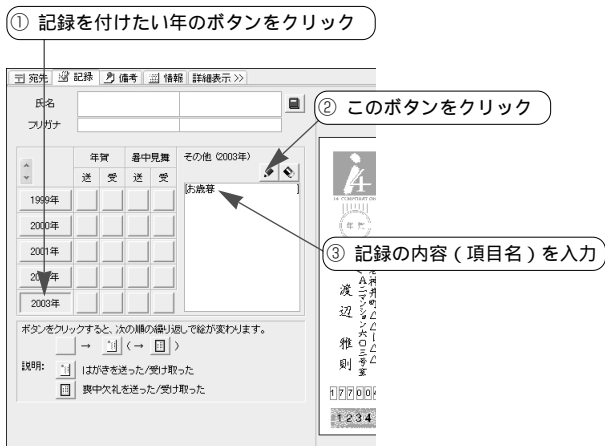 ① 記録を付けたい年のボタンをクリック
宛先 記録 備考 情報 詳細表示 >>
氏名
② このボタンをクリック
フリガナ
年賀 暑中見舞 その他 (2003年)
送 受 送 受
[お歳暮 ]
1999年
2000年
2001年
2003年
③ 記録の内容（項目名）を入力
ボタンをクリックすると、次の順の繰り返しで絵が変わります。
→ (→ )
説明: はがきを送った/受け取った
喪中欠礼を送った/受け取った
年賀
渡辺 雅則
17700
1234